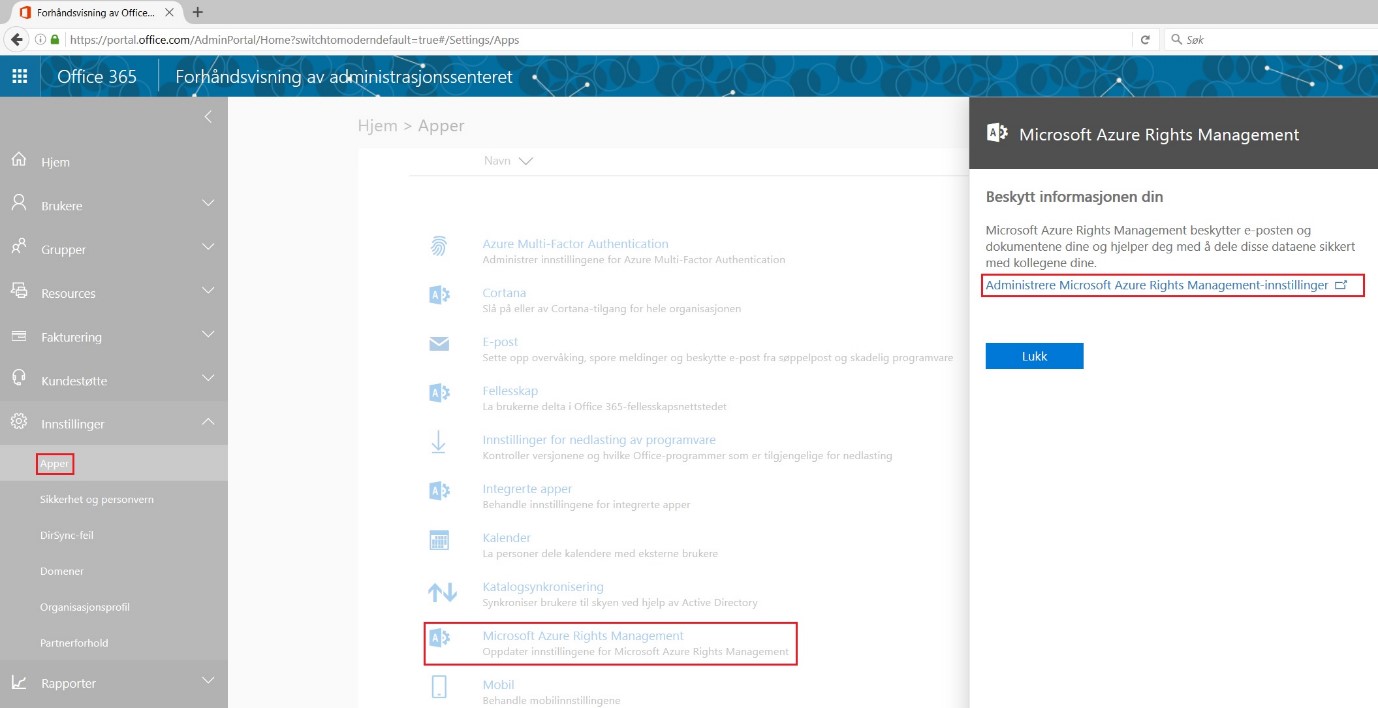 Forhåndsvisning av Office...
https://portal.office.com/AdminPortal/Home?switchtomoderndefault=true#/Settings/Apps
Søk
Office 365
Forhåndsvisning av administrasjonssenteret
Hjem
Brukere
Grupper
Resources
Fakturering
Kundestøtte
Innstillinger
Apper
Sikkerhet og personvern
DirSync-feil
Domener
Organisasjonsprofil
Partnerforhold
Rapporter
Hjem > Apper
Navn
Azure Multi-Factor Authentication
Administrer innstillingene for Azure Multi-Factor Authentication
Cortana
Slå på eller av Cortana-tilgang for hele organisasjonen
E-post
Sette opp overvåking, spore meldinger og beskytte e-post fra søppelpost og skadelig programvare
Fellesskap
La brukerne delta i Office 365-fellesskapsnettstedet
Innstillinger for nedlasting av programvare
Kontroller versjonene og hvilke Office-programmer som er tilgjengelige for nedlasting
Integrerte apper
Behandle innstillingene for integrerte apper
Kalender
La personer dele kalendere med eksterne brukere
Katalogsynkronisering
Synkroniser brukere til skyen ved hjelp av Active Directory
Microsoft Azure Rights Management
Oppdater innstillingene for Microsoft Azure Rights Management
Mobil
Behandle mobilinnstillingene
Microsoft Azure Rights Management
Beskytt informasjonen din
Microsoft Azure Rights Management beskytter e-posten og
dokumentene dine og hjelper deg med å dele disse dataene sikkert
med kollegene dine.
Administrere Microsoft Azure Rights Management-innstillinger
Lukk